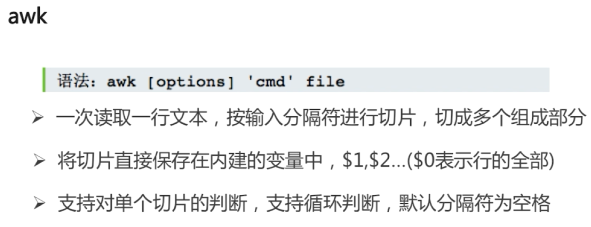 awk
语法：awk [options] 'cmd' file
➢ 一次读取一行文本，按输入分隔符进行切片，切成多个组成部分
➢ 将切片直接保存在内建的变量中，$1,$2…($0表示行的全部)
➢ 支持对单个切片的判断，支持循环判断，默认分隔符为空格